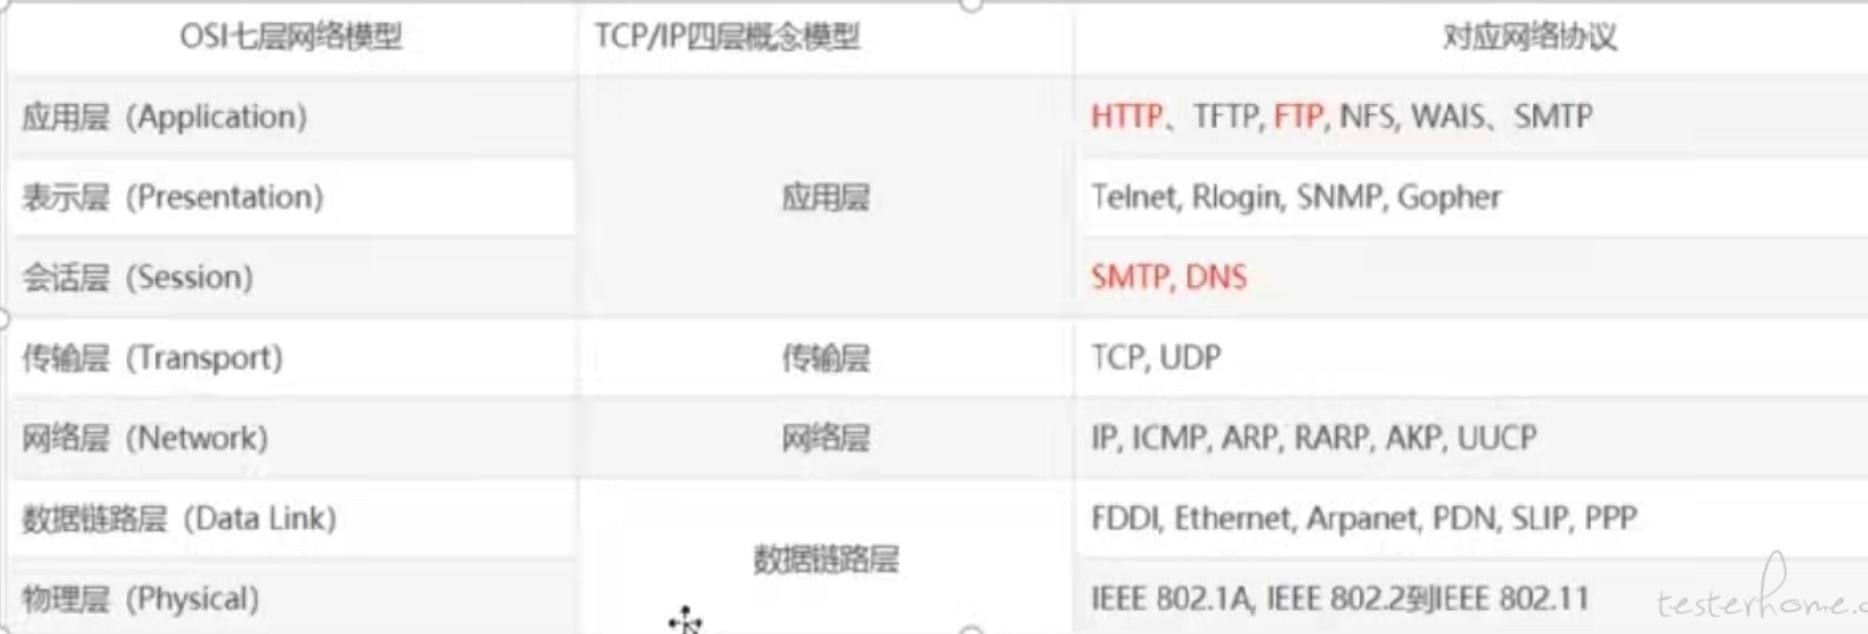 OSI七层网络模型 TCP/IP四层概念模型 对应网络协议
应用层 (Application) HTTP、TFTP, FTP, NFS, WAIS、SMTP
表示层 (Presentation) 应用层 Telnet, Rlogin, SNMP, Gopher
会话层 (Session) SMTP, DNS
传输层 (Transport) 传输层 TCP, UDP
网络层 (Network) 网络层 IP, ICMP, ARP, RARP, AKP, UUCP
数据链路层 (Data Link) FDDI, Ethernet, Arpanet, PDN, SLIP, PPP
数据链路层
物理层 (Physical) IEEE 802.1A, IEEE 802.2到IEEE 802.11
testerhome.c